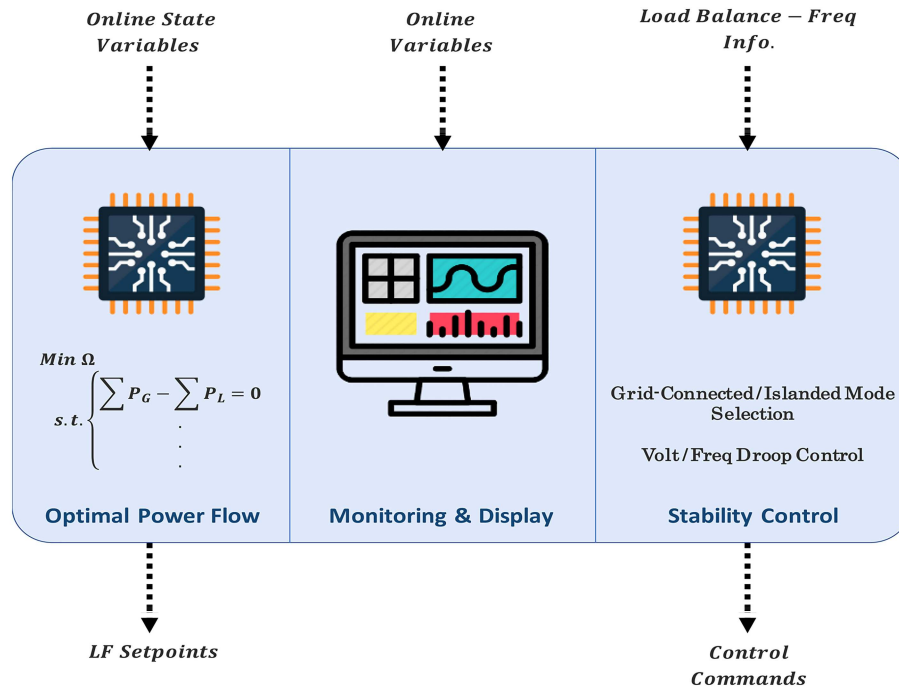 Online State
Variables
Online
Variables
Load Balance − Freq
Info.
Min Ω
∑ P_G − ∑ P_L = 0
s.t.
.
.
.
Grid-Connected/Islanded Mode
Selection
Volt/Freq Droop Control
Optimal Power Flow
Monitoring & Display
Stability Control
LF Setpoints
Control
Commands